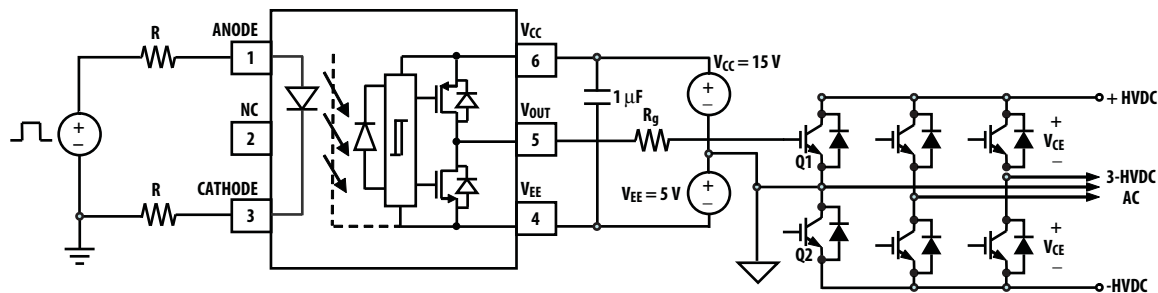 R
ANODE
1
NC
2
R
CATHODE
3
+
−
VCC
6
VOUT
5
VEE
4
1 µF
Rg
VCC = 15 V
+
−
VEE = 5 V
+
−
Q1
Q2
+ HVDC
+
VCE
−
3-HVDC
AC
+
VCE
−
-HVDC